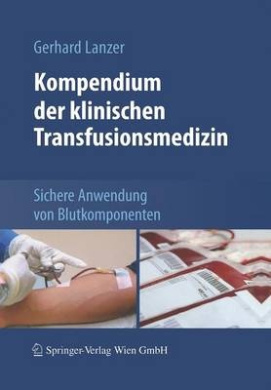 Gerhard Lanzer
Kompendium
der klinischen
Transfusionsmedizin
Sichere Anwendung
von Blutkomponenten
Springer-Verlag Wien GmbH